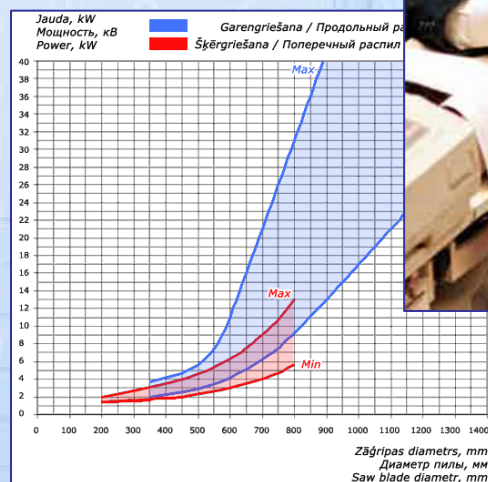 Jauda, kW
Мощность, кВ
Power, kW
Garengriešana / Продольный
Šķērgriešana / Поперечный распил
Max
40
38
36
34
32
30
28
26
24
22
20
18
16
14
12
10
8
6
4
2
0
Max
Min
0 100 200 300 400 500 600 700 800 900 1000 1100 1200 1300 1400
Zāģripas diametrs, mm
Диаметр пилы, мм
Saw blade diametr, mm